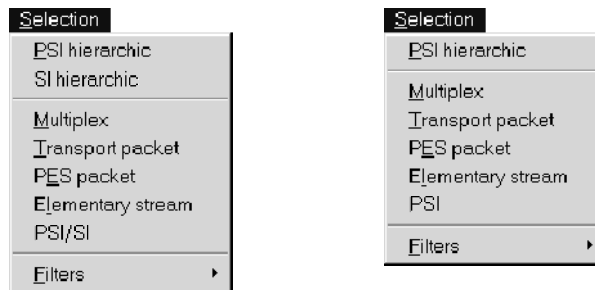 Selection
PSI hierarchic
SI hierarchic
Multiplex
Transport packet
PES packet
Elementary stream
PSI/SI
Filters
Selection
PSI hierarchic
Multiplex
Transport packet
PES packet
Elementary stream
PSI
Filters